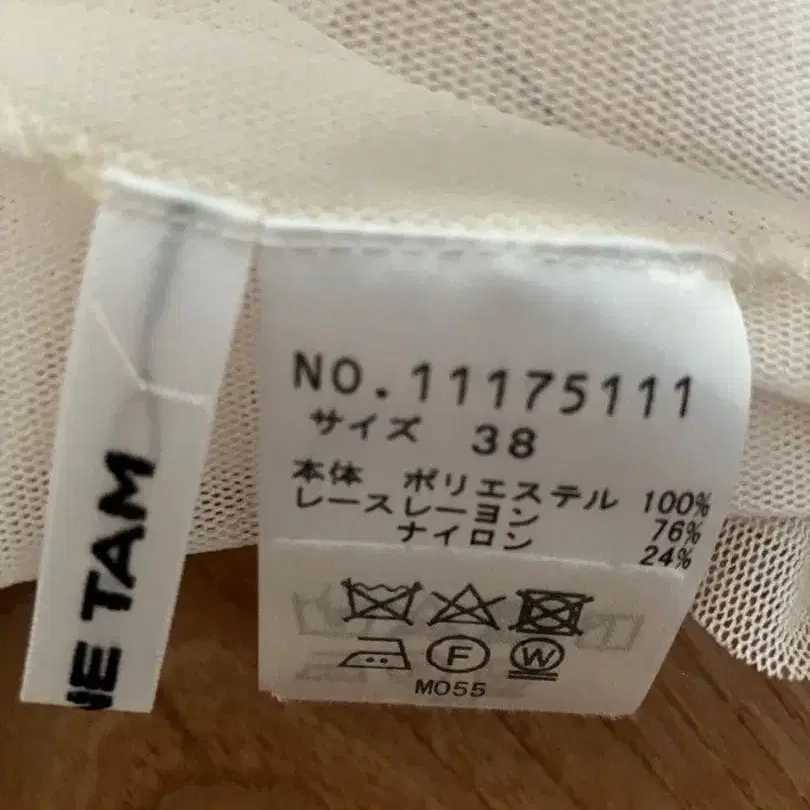 NE TAM
NO.11175111
サイズ 38
本体 ポリエステル 100%
レースレーヨン 76%
ナイロン 24%
F W
M055